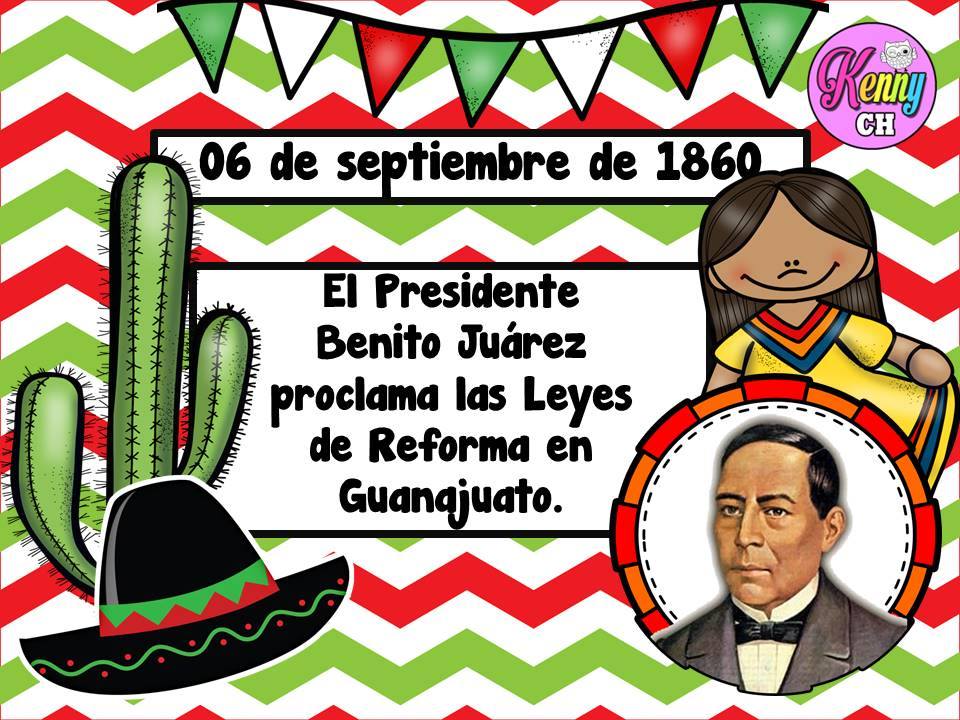 Kenny
CH
06 de septiembre de 1860
El Presidente
Benito Juárez
proclama las Leyes
de Reforma en
Guanajuato.